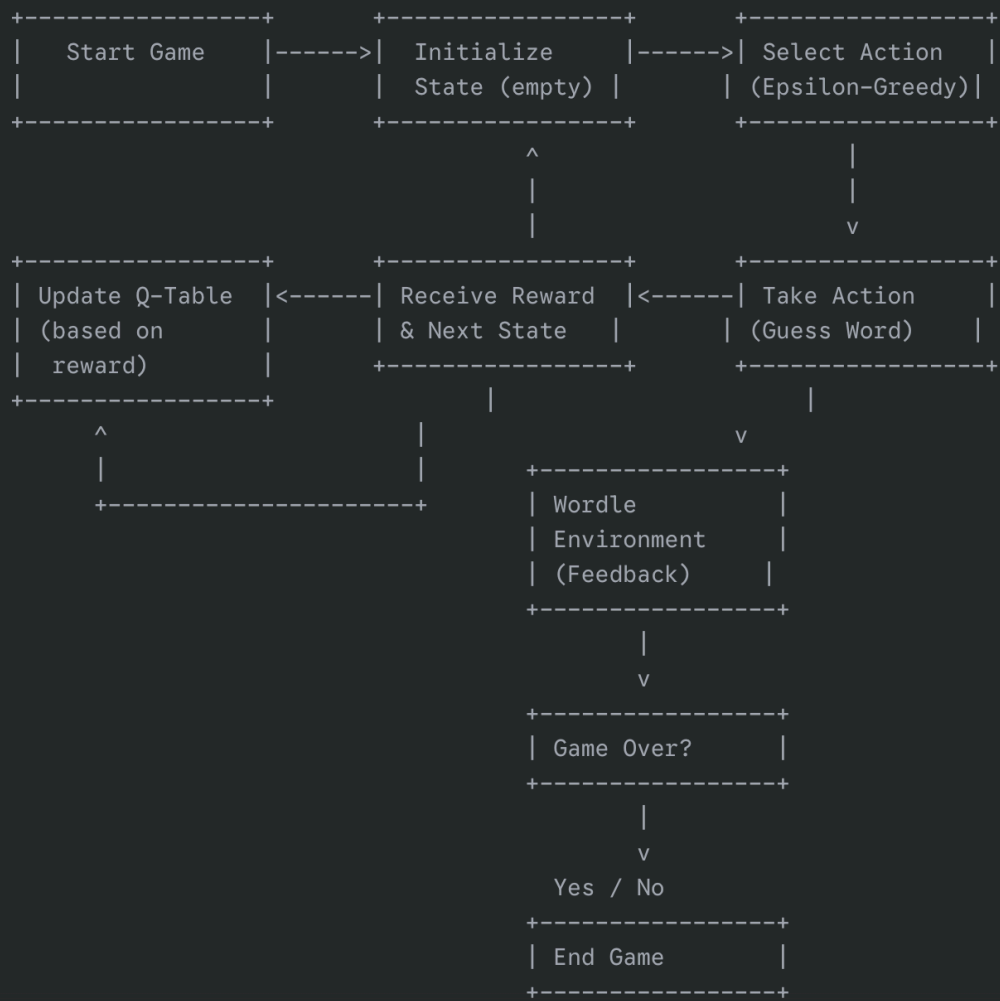 +-----------------+       +----------------+       +----------------+
|   Start Game    |------>|  Initialize     |------>| Select Action   |
|                 |       |  State (empty) |       | (Epsilon-Greedy)|
+-----------------+       +----------------+       +----------------+
                                     ^                      |
                                     |                      |
                                     |                      v
+-----------------+       +----------------+       +----------------+
| Update Q-Table  |<------| Receive Reward  |<------| Take Action     |
| (based on       |       | & Next State   |       | (Guess Word)    |
|  reward)        |       +----------------+       +----------------+
+-----------------+               |                      |
      ^                      |                      v
      |                      |       +----------------+
      +----------------------+       | Wordle          |
                                     | Environment     |
                                     | (Feedback)     |
                                     +----------------+
                                             |
                                             v
                                     +----------------+
                                     | Game Over?      |
                                     +----------------+
                                             |
                                             v
                                       Yes / No
                                     +----------------+
                                     | End Game        |
                                     +----------------+